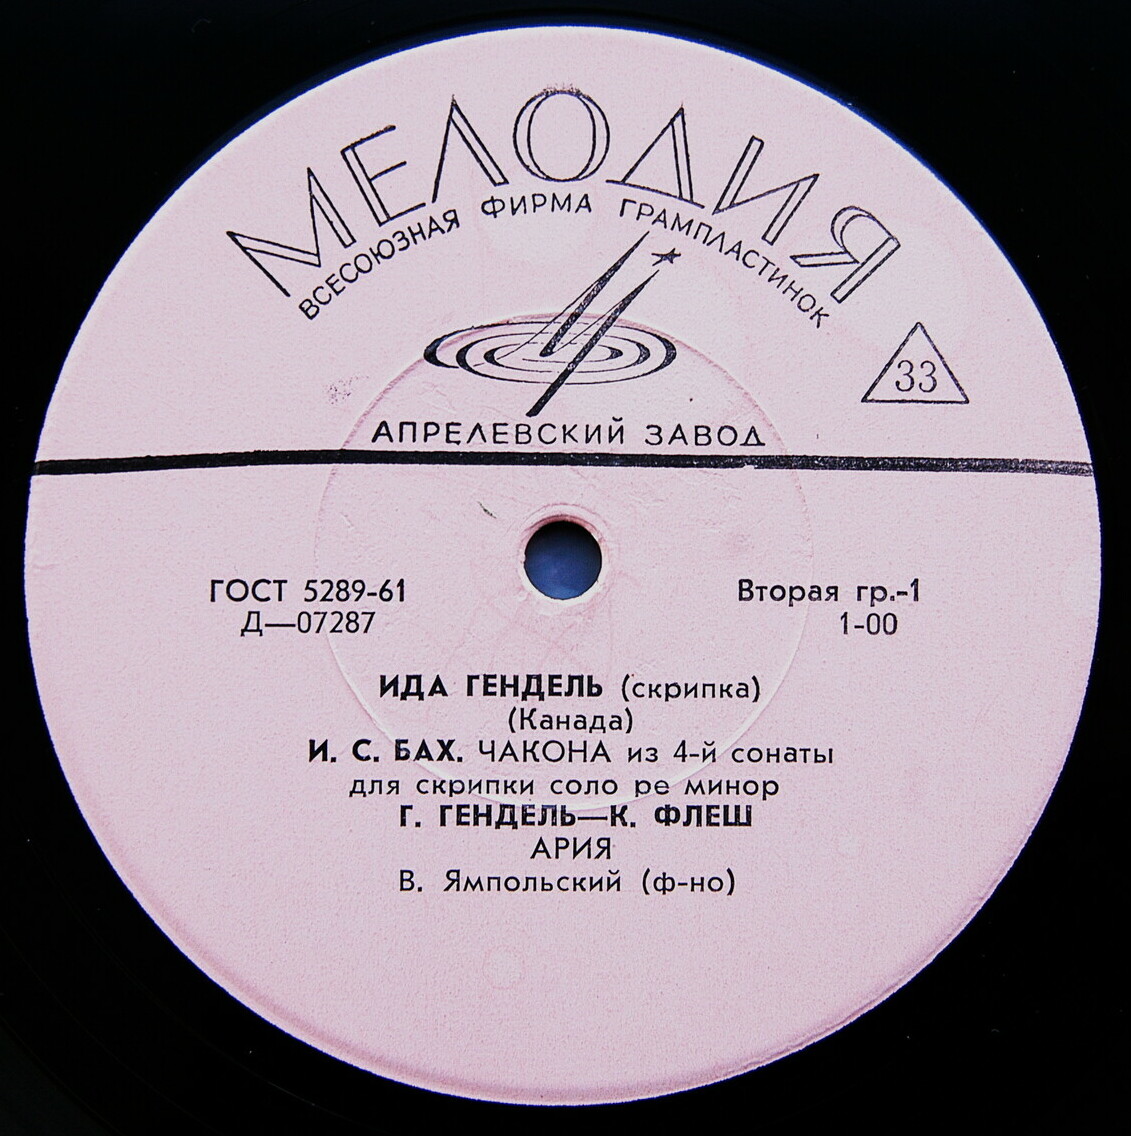 МЕЛОДИЯ
ВСЕСОЮЗНАЯ ФИРМА ГРАМПЛАСТИНОК
33
АПРЕЛЕВСКИЙ ЗАВОД
ГОСТ 5289-61
Д—07287
Вторая гр.-1
1-00
ИДА ГЕНДЕЛЬ (скрипка)
(Канада)
И. С. БАХ. ЧАКОНА из 4-й сонаты
для скрипки соло ре минор
Г. ГЕНДЕЛЬ—К. ФЛЕШ
АРИЯ
В. Ямпольский (ф-но)